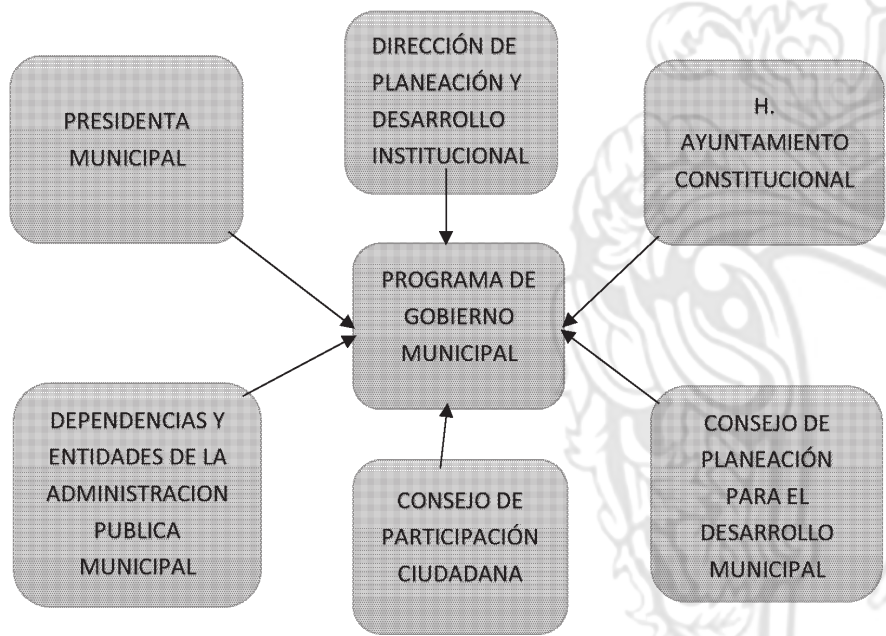 PRESIDENTA
MUNICIPAL
DIRECCIÓN DE
PLANEACIÓN Y
DESARROLLO
INSTITUCIONAL
H.
AYUNTAMIENTO
CONSTITUCIONAL
PROGRAMA DE
GOBIERNO
MUNICIPAL
DEPENDENCIAS Y
ENTIDADES DE LA
ADMINISTRACION
PUBLICA
MUNICIPAL
CONSEJO DE
PARTICIPACIÓN
CIUDADANA
CONSEJO DE
PLANEACIÓN
PARA EL
DESARROLLO
MUNICIPAL